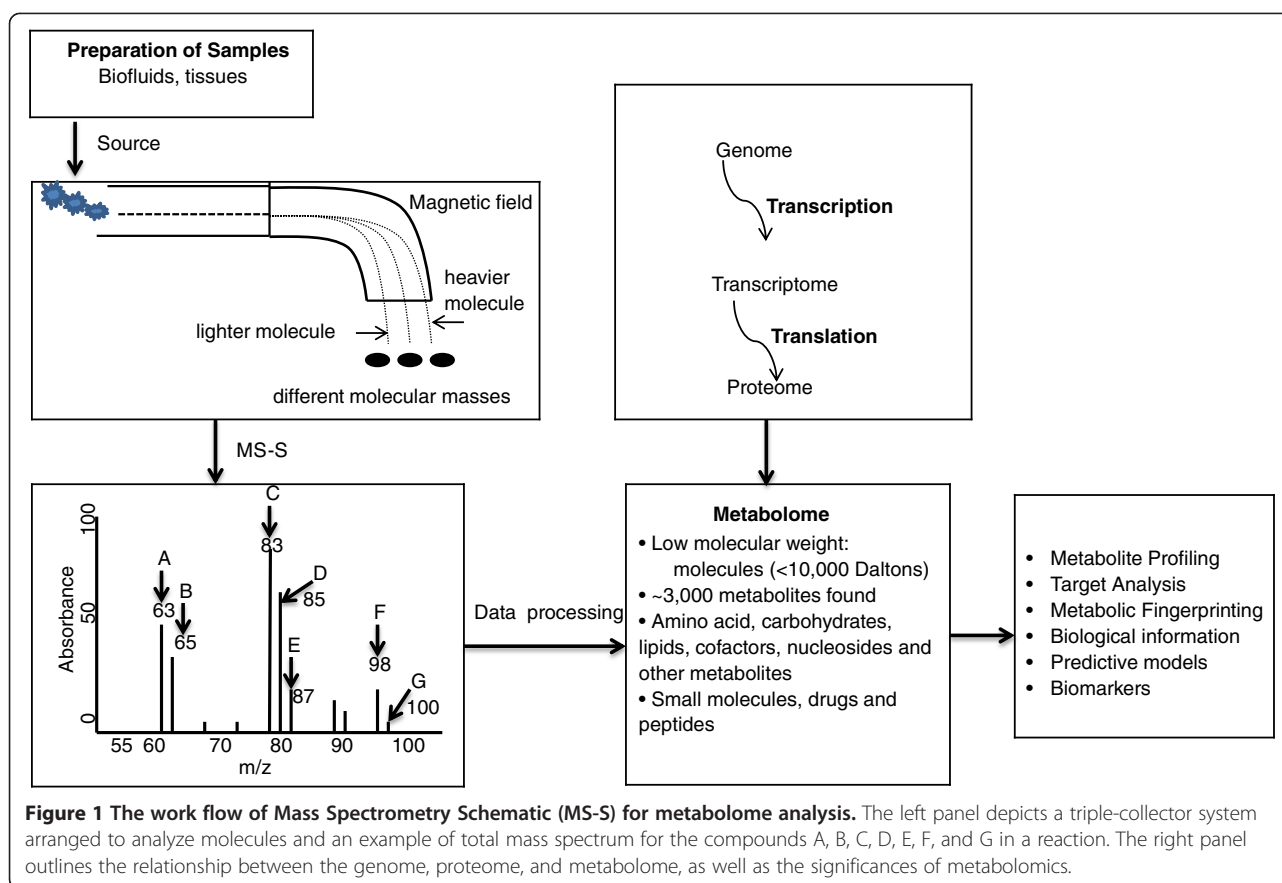 Preparation of Samples
Biofluids, tissues
Source
Magnetic field
heavier
molecule
lighter molecule
different molecular masses
MS-S
Genome
Transcription
Transcriptome
Translation
Proteome
C
83
A
63
B
65
D
85
E
87
F
98
G
100
Absorbance
100
50
0
55 60 70 80 90 100
m/z
Data processing
Metabolome
• Low molecular weight:
molecules (<10,000 Daltons)
• ~3,000 metabolites found
• Amino acid, carbohydrates,
lipids, cofactors, nucleosides and
other metabolites
• Small molecules, drugs and
peptides
• Metabolite Profiling
• Target Analysis
• Metabolic Fingerprinting
• Biological information
• Predictive models
• Biomarkers
Figure 1 The work flow of Mass Spectrometry Schematic (MS-S) for metabolome analysis. The left panel depicts a triple-collector system
arranged to analyze molecules and an example of total mass spectrum for the compounds A, B, C, D, E, F, and G in a reaction. The right panel
outlines the relationship between the genome, proteome, and metabolome, as well as the significances of metabolomics.